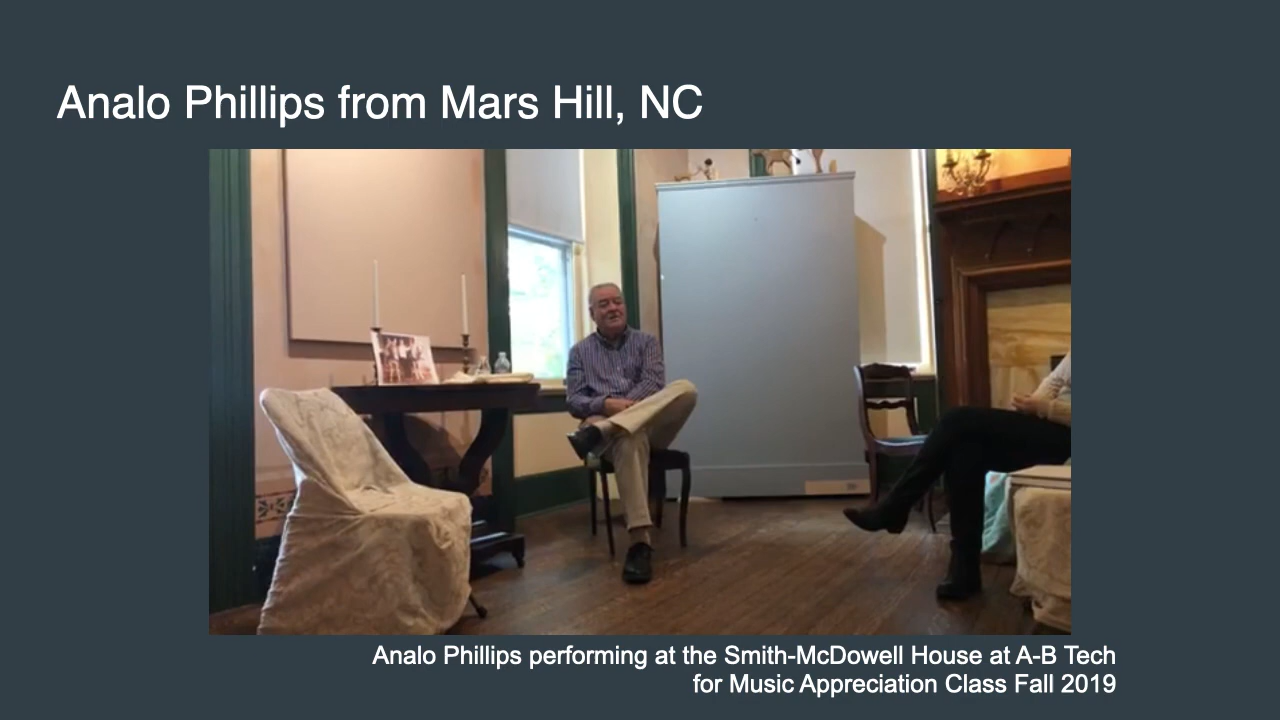 Analo Phillips from Mars Hill, NC
Analo Phillips performing at the Smith-McDowell House at A-B Tech
for Music Appreciation Class Fall 2019